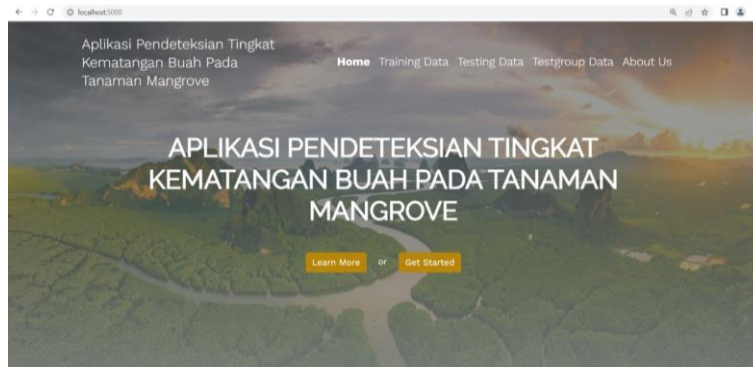 localhost:5000
Aplikasi Pendeteksian Tingkat
Kematangan Buah Pada
Tanaman Mangrove
Home Training Data Testing Data Testgroup Data About Us
APLIKASI PENDETEKSIAN TINGKAT
KEMATANGAN BUAH PADA TANAMAN
MANGROVE
Learn More or Get Started